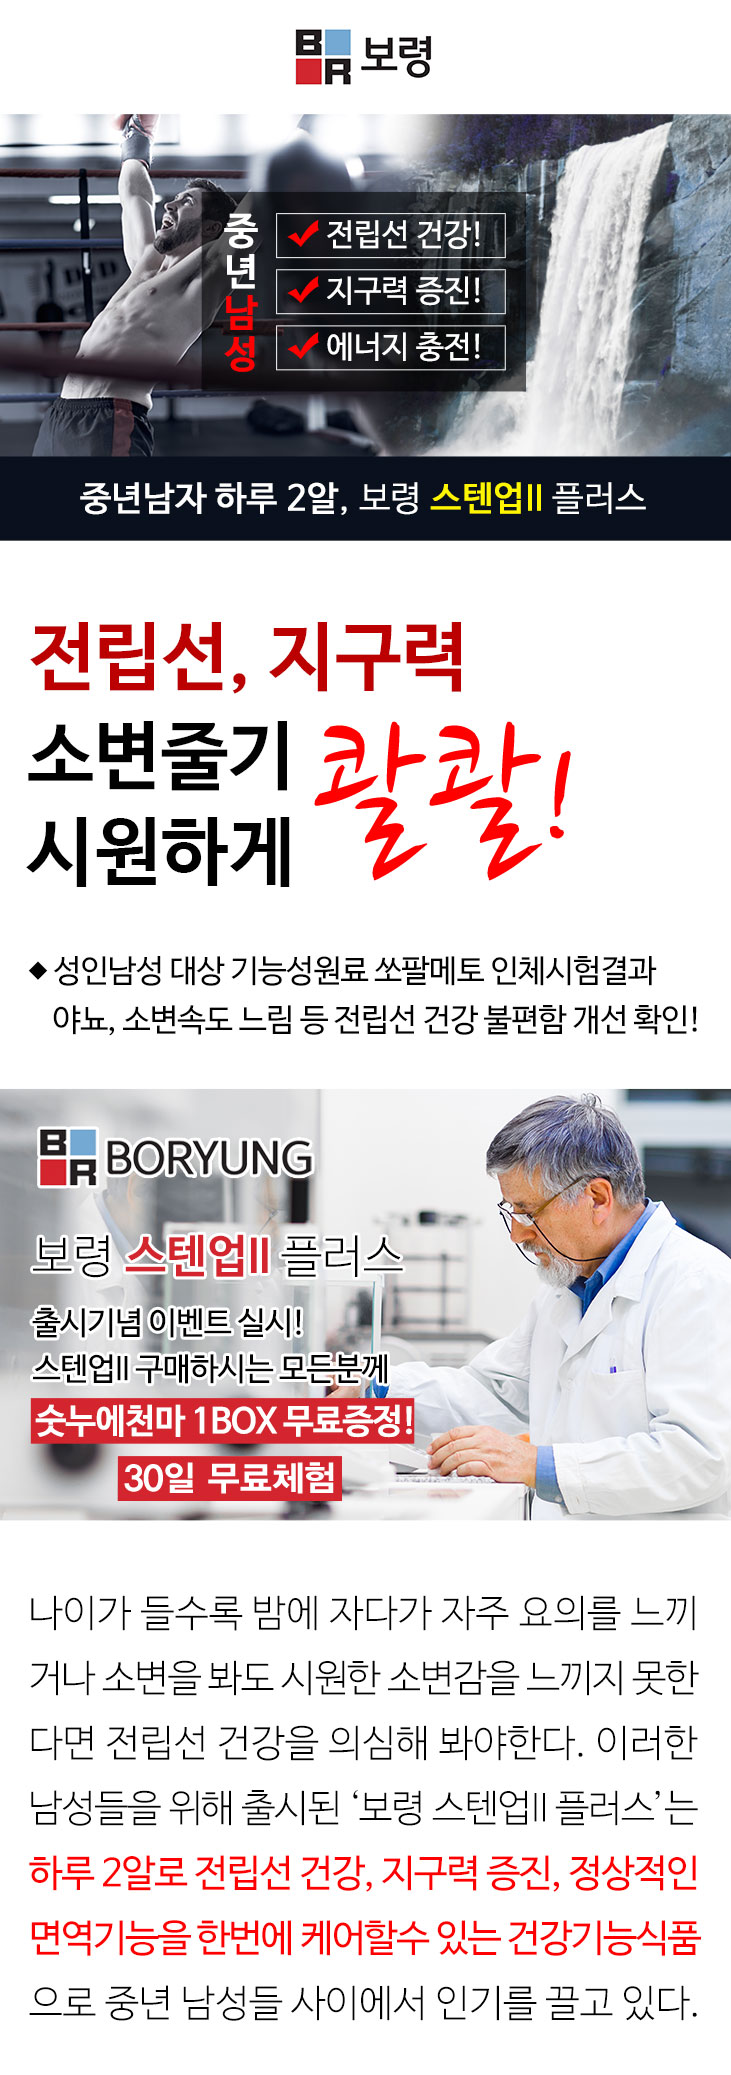 BR 보령
중년남성
전립선 건강!
지구력 증진!
에너지 충전!
중년남자 하루 2알, 보령 스텐업II 플러스
전립선, 지구력
소변줄기
시원하게 콸콸!
◆ 성인남성 대상 기능성원료 쏘팔메토 인체시험결과
야뇨, 소변속도 느림 등 전립선 건강 불편함 개선 확인!
BR BORYUNG
보령 스텐업II 플러스
출시기념 이벤트 실시!
스텐업II 구매하시는 모든분께
숫누에천마 1BOX 무료증정!
30일 무료체험
나이가 들수록 밤에 자다가 자주 요의를 느끼
거나 소변을 봐도 시원한 소변감을 느끼지 못한
다면 전립선 건강을 의심해 봐야한다. 이러한
남성들을 위해 출시된 ‘보령 스텐업II 플러스’는
하루 2알로 전립선 건강, 지구력 증진, 정상적인
면역기능을 한번에 케어할수 있는 건강기능식품
으로 중년 남성들 사이에서 인기를 끌고 있다.